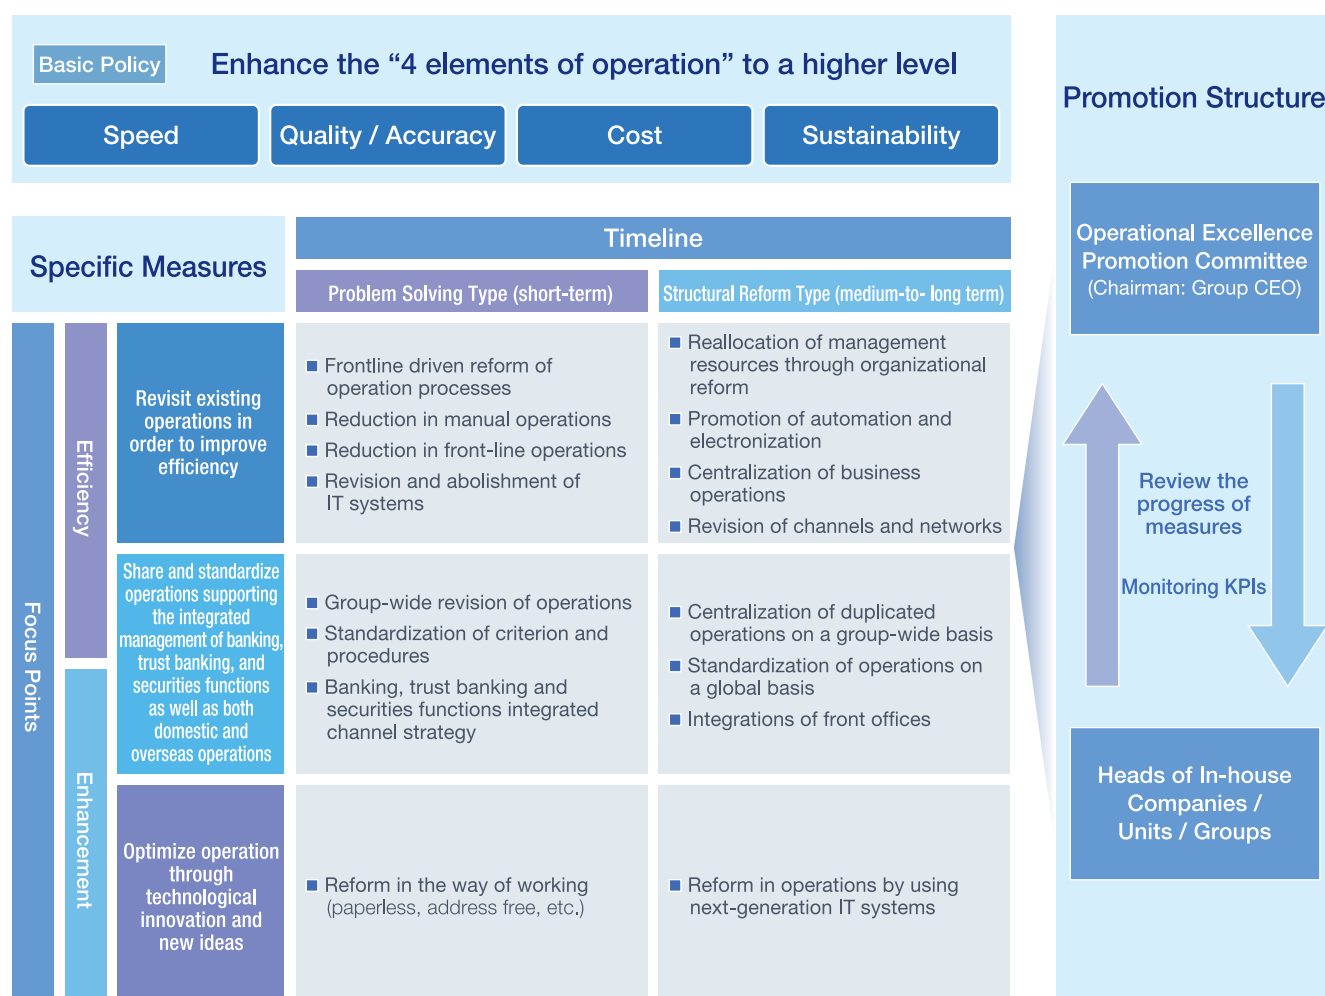 Basic Policy
Enhance the “4 elements of operation” to a higher level
Speed
Quality / Accuracy
Cost
Sustainability
Specific Measures
Timeline
Problem Solving Type (short-term)
Structural Reform Type (medium-to- long term)
Focus Points
Efficiency
Enhancement
Revisit existing
operations in
order to improve
efficiency
Frontline driven reform of
operation processes
Reduction in manual operations
Reduction in front-line operations
Revision and abolishment of
IT systems
Reallocation of management
resources through organizational
reform
Promotion of automation and
electronization
Centralization of business
operations
Revision of channels and networks
Share and standardize
operations supporting
the integrated
management of banking,
trust banking, and
securities functions
as well as both
domestic and
overseas operations
Group-wide revision of operations
Standardization of criterion and
procedures
Banking, trust banking and
securities functions integrated
channel strategy
Centralization of duplicated
operations on a group-wide basis
Standardization of operations on
a global basis
Integrations of front offices
Optimize operation
through
technological
innovation and
new ideas
Reform in the way of working
(paperless, address free, etc.)
Reform in operations by using
next-generation IT systems
Promotion Structure
Operational Excellence
Promotion Committee
(Chairman: Group CEO)
Review the
progress of
measures
Monitoring KPIs
Heads of In-house
Companies /
Units / Groups